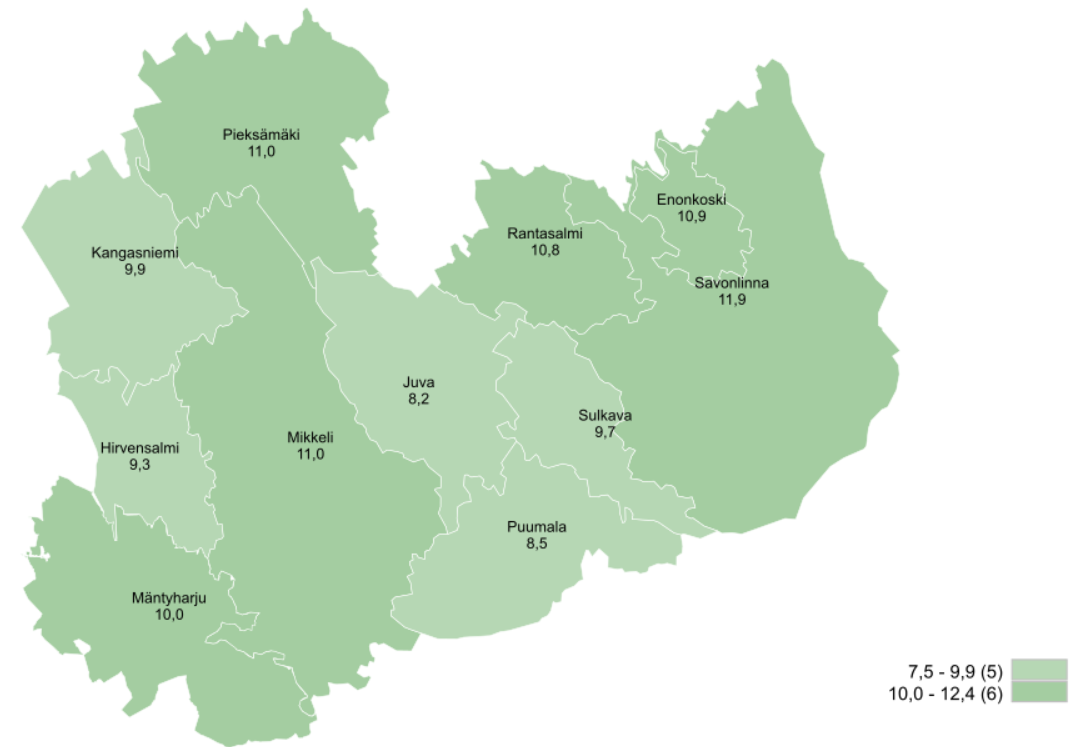 Pieksämäki
11,0
Enonkoski
10,9
Rantasalmi
10,8
Kangasniemi
9,9
Savonlinna
11,9
Juva
8,2
Sulkava
9,7
Mikkeli
11,0
Hirvensalmi
9,3
Puumala
8,5
Mäntyharju
10,0
7,5 - 9,9 (5)
10,0 - 12,4 (6)